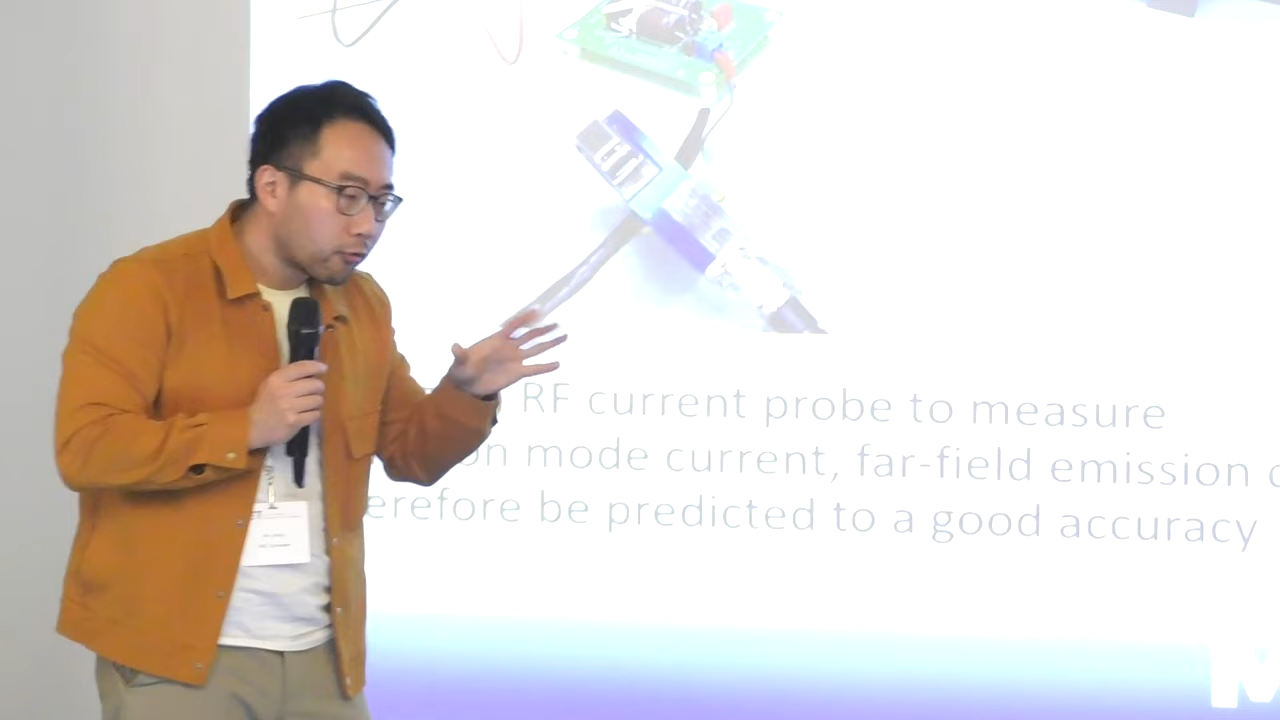 RF current probe to measure
on mode current, far-field emission c
erefore be predicted to a good accuracy
M